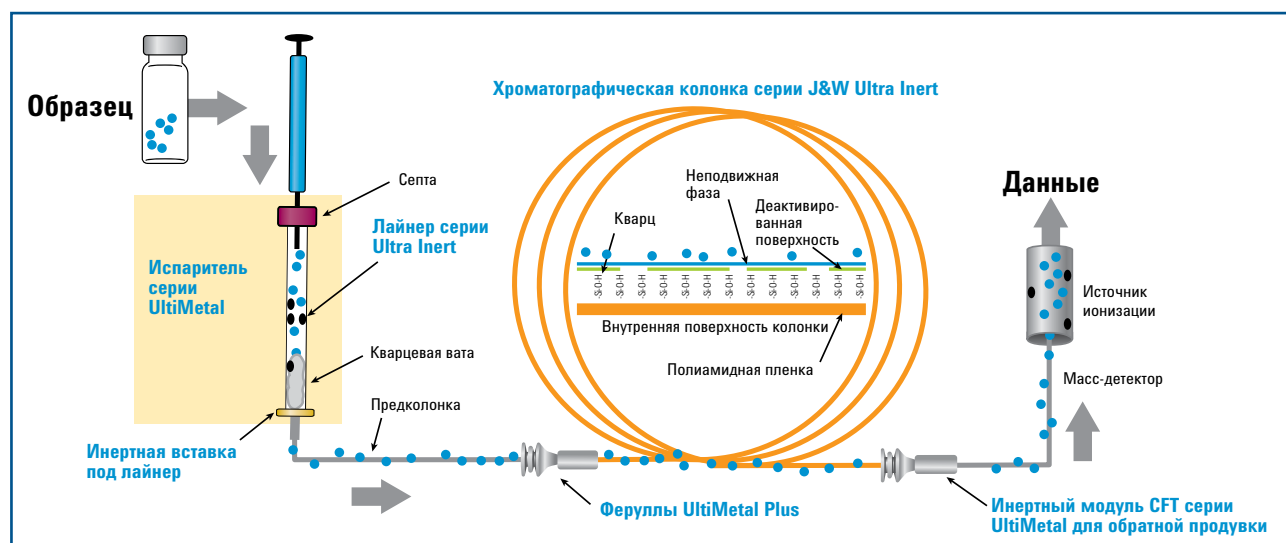 Образец
Хроматографическая колонка серии J&W Ultra Inert
Септа
Лайнер серии
Ultra Inert
Испаритель
серии
UltiMetal
Кварцевая вата
Предколонка
Инертная вставка
под лайнер
Неподвижная
фаза
Кварц
Деактивиро-
ванная
поверхность
Внутренняя поверхность колонки
Полиамидная пленка
Феруллы UltiMetal Plus
Данные
Источник
ионизации
Масс-детектор
Инертный модуль CFT серии
UltiMetal для обратной продувки